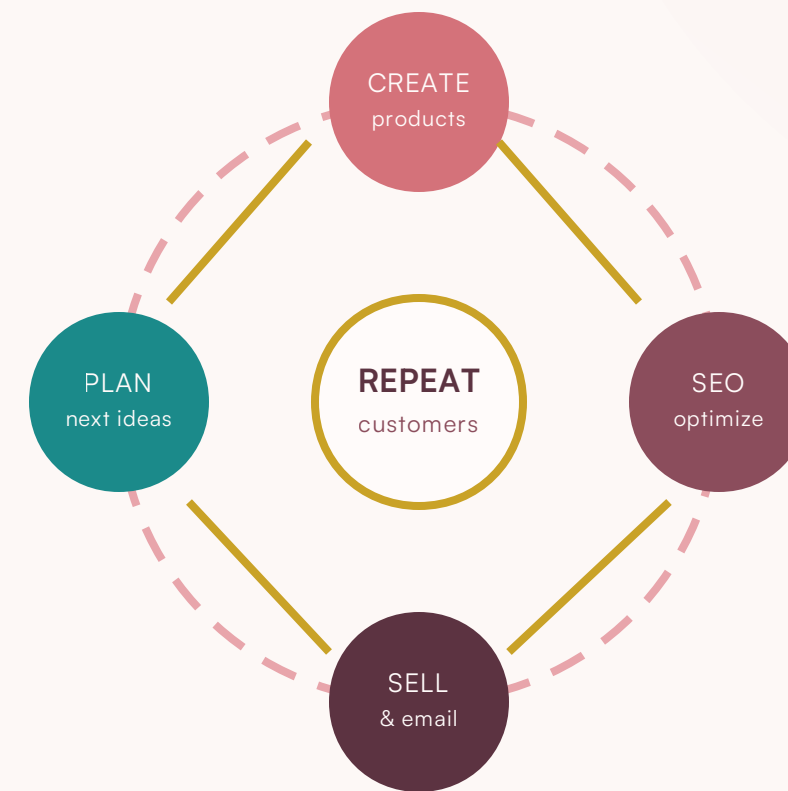 CREATE
products
PLAN
next ideas
REPEAT
customers
SEO
optimize
SELL
& email